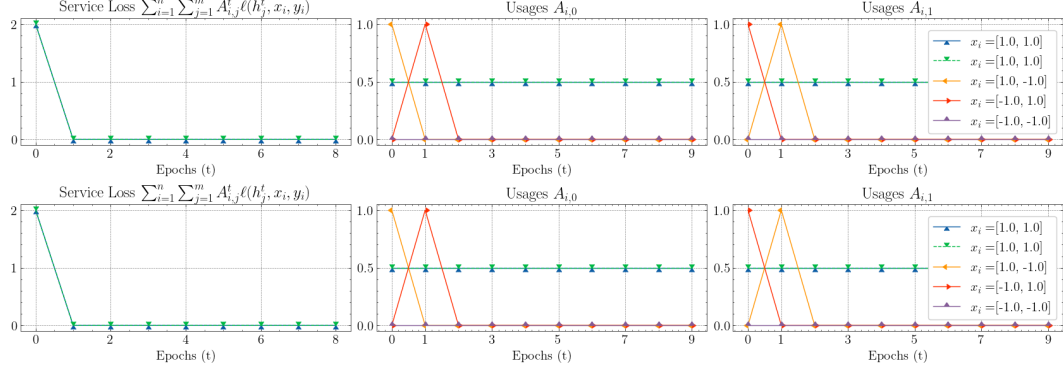 Service Loss $\sum_{i=1}^{n} \sum_{j=1}^{m} A_{i,j}^{t} \ell(h_j^t, x_i, y_i)$
Usages $A_{i,0}$
Usages $A_{i,1}$
2
1
0
0 2 4 6 8
Epochs (t)
1.0
0.5
0.0
0 1 3 5 7 9
Epochs (t)
1.0
0.5
0.0
0 1 3 5 7 9
Epochs (t)
$x_i$ =[1.0, 1.0]
$x_i$ =[1.0, 1.0]
$x_i$ =[1.0, -1.0]
$x_i$ =[-1.0, 1.0]
$x_i$ =[-1.0, -1.0]
Service Loss $\sum_{i=1}^{n} \sum_{j=1}^{m} A_{i,j}^{t} \ell(h_j^t, x_i, y_i)$
Usages $A_{i,0}$
Usages $A_{i,1}$
2
1
0
0 2 4 6 8
Epochs (t)
1.0
0.5
0.0
0 1 3 5 7 9
Epochs (t)
1.0
0.5
0.0
0 1 3 5 7 9
Epochs (t)
$x_i$ =[1.0, 1.0]
$x_i$ =[1.0, 1.0]
$x_i$ =[1.0, -1.0]
$x_i$ =[-1.0, 1.0]
$x_i$ =[-1.0, -1.0]